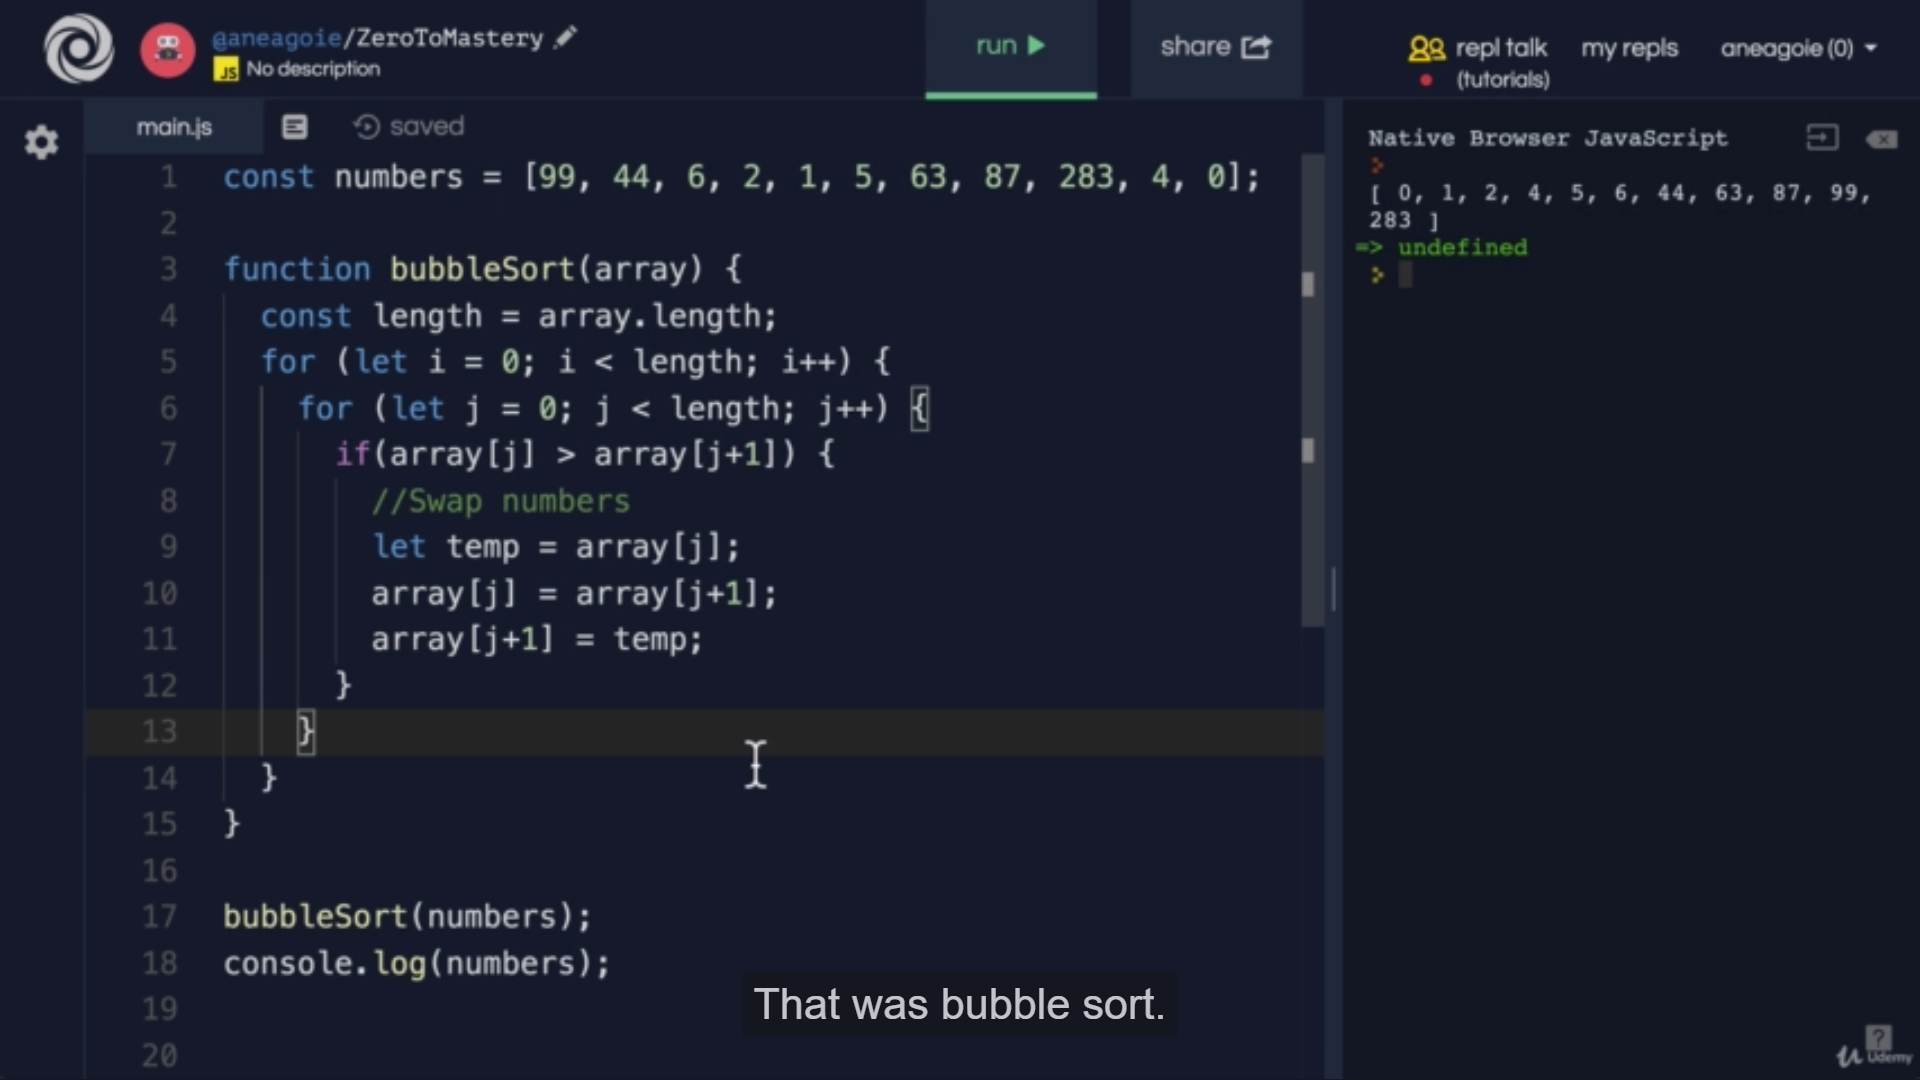 @aneagoie/ZeroToMastery
JS No description
run
share
repl talk
(tutorials)
my repls
aneagoie (0)
main.js
saved
1 const numbers = [99, 44, 6, 2, 1, 5, 63, 87, 283, 4, 0];
2
3 function bubbleSort(array) {
4 const length = array.length;
5 for (let i = 0; i < length; i++) {
6 for (let j = 0; j < length; j++) {
7 if(array[j] > array[j+1]) {
8 //Swap numbers
9 let temp = array[j];
10 array[j] = array[j+1];
11 array[j+1] = temp;
12 }
13 }
14 }
15 }
16
17 bubbleSort(numbers);
18 console.log(numbers);
19
20
Native Browser JavaScript
[ 0, 1, 2, 4, 5, 6, 44, 63, 87, 99,
283 ]
=> undefined
That was bubble sort.
?
Udemy